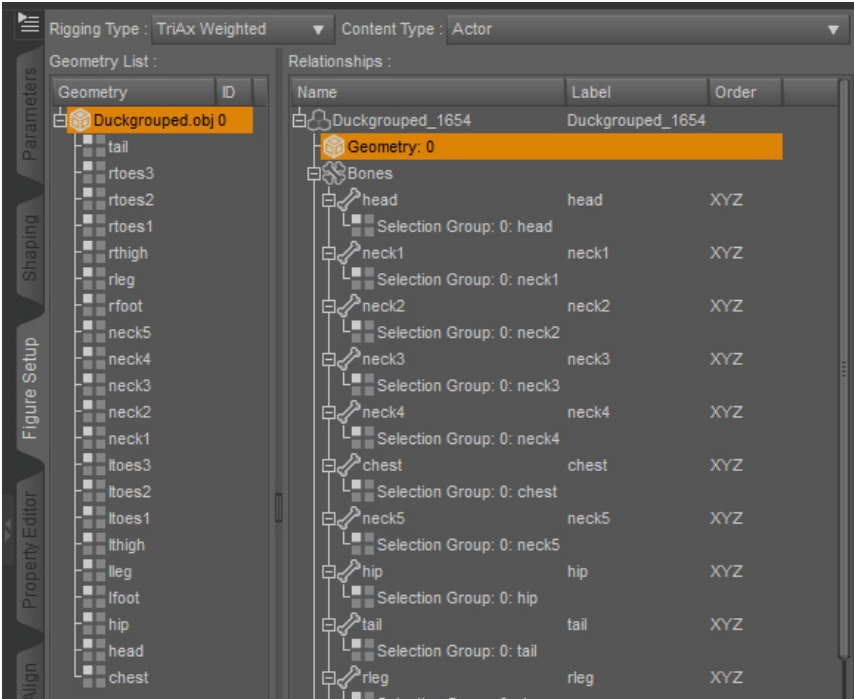 Rigging Type : TriAx Weighted Content Type : Actor
Geometry List : Relationships :
Geometry ID Name Label Order
Duckgrouped.obj 0 Duckgrouped_1654 Duckgrouped_1654
tail Geometry: 0
rtoes3 Bones
rtoes2 head head XYZ
rtoes1 Selection Group: 0: head
rthigh neck1 neck1 XYZ
rleg Selection Group: 0: neck1
rfoot neck2 neck2 XYZ
neck5 Selection Group: 0: neck2
neck4 neck3 neck3 XYZ
neck3 Selection Group: 0: neck3
neck2 neck4 neck4 XYZ
neck1 Selection Group: 0: neck4
ltoes3 chest chest XYZ
ltoes2 Selection Group: 0: chest
ltoes1 neck5 neck5 XYZ
lthigh Selection Group: 0: neck5
lleg hip hip XYZ
lfoot Selection Group: 0: hip
hip tail tail XYZ
head Selection Group: 0: tail
chest rleg rleg XYZ
Parameters
Shaping
Figure Setup
Property Editor
Align